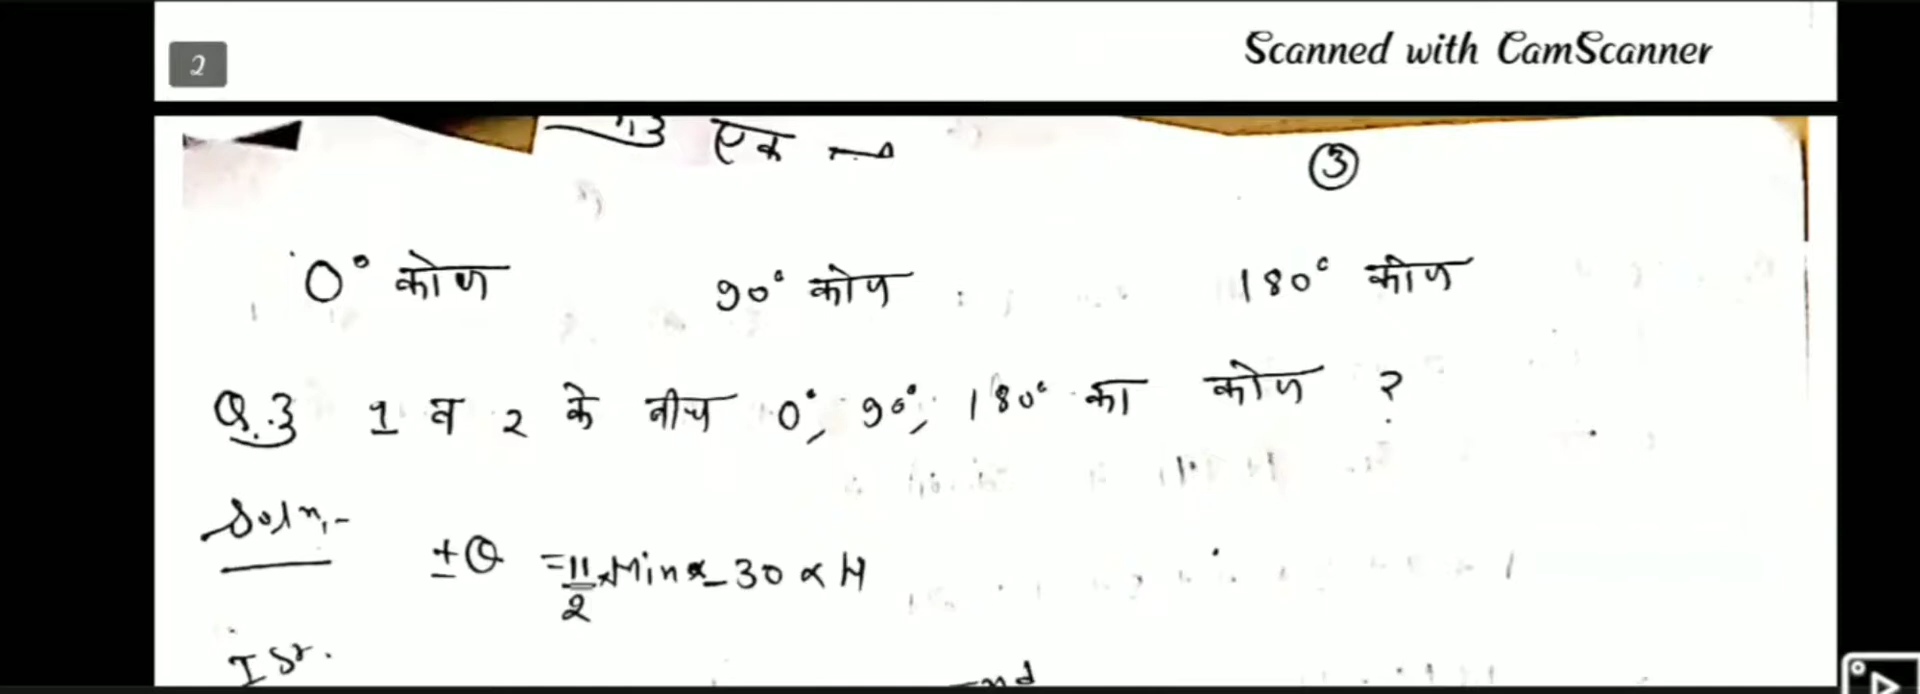 2
Scanned with CamScanner
एक →
3
0° कोण 90° कोण 180° कोण
Q.3 1 व 2 के बीच 0°, 90°, 180° का कोण ?
Soln,-
±θ = 11/2 × Min × - 30 × H
I st.